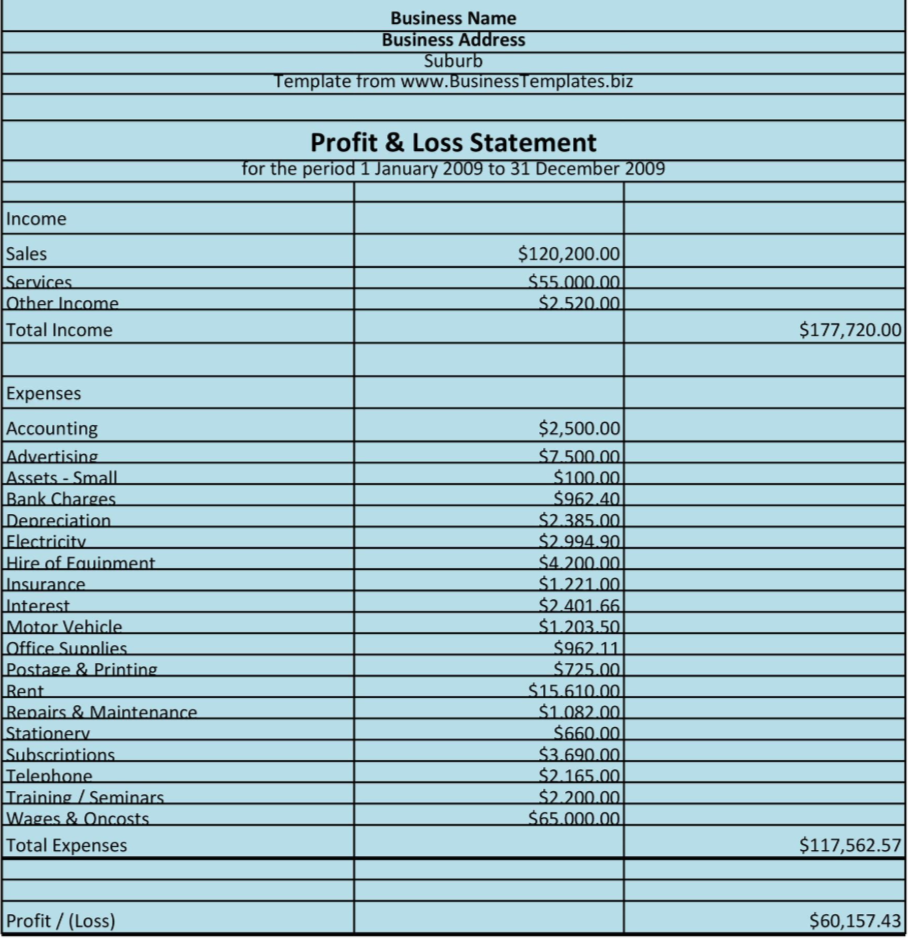 Business Name
Business Address
Suburb
Template from www.BusinessTemplates.biz
Profit & Loss Statement
for the period 1 January 2009 to 31 December 2009
Income
Sales $120,200.00
Services $55,000.00
Other Income $2,520.00
Total Income $177,720.00
Expenses
Accounting $2,500.00
Advertising $7,500.00
Assets - Small $100.00
Bank Charges $962.40
Depreciation $2,385.00
Electricity $2,994.90
Hire of Equipment $4,200.00
Insurance $1,221.00
Interest $2,401.66
Motor Vehicle $1,203.50
Office Supplies $962.11
Postage & Printing $725.00
Rent $15,610.00
Repairs & Maintenance $1,082.00
Stationery $660.00
Subscriptions $3,690.00
Telephone $2,165.00
Training / Seminars $2,200.00
Wages & Oncosts $65,000.00
Total Expenses $117,562.57
Profit / (Loss) $60,157.43